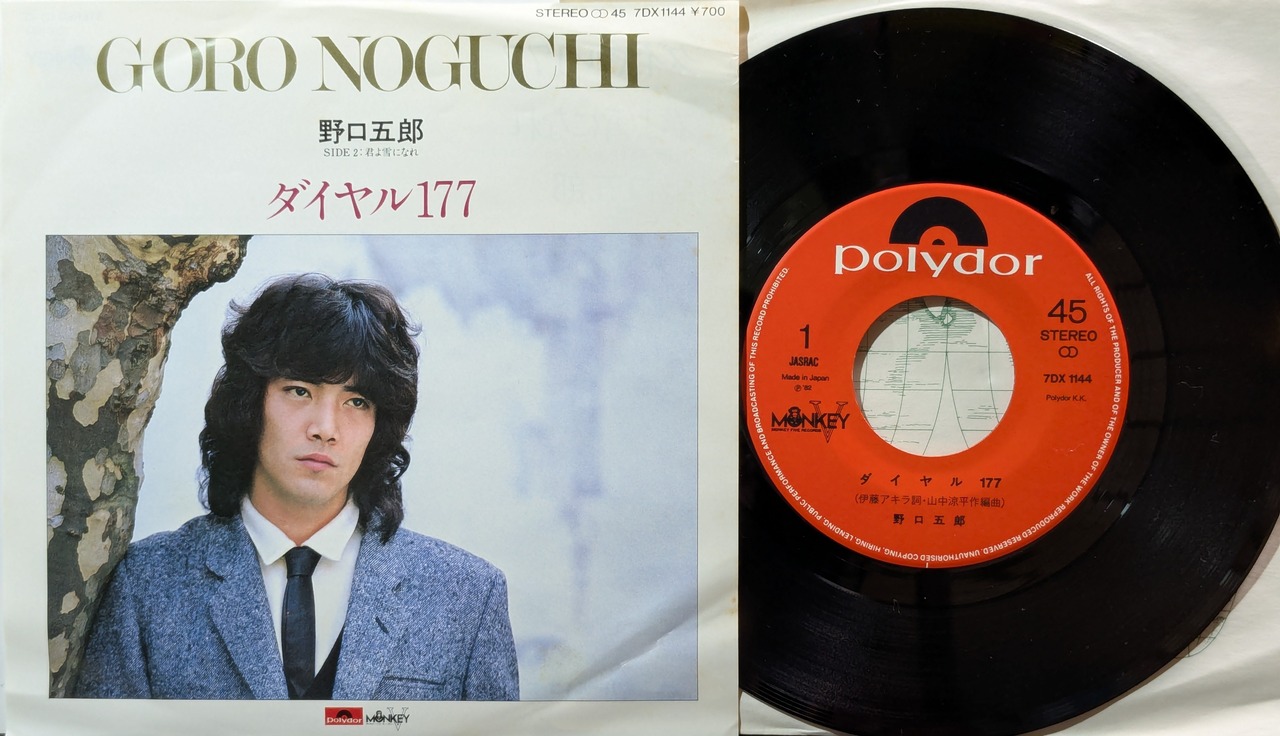 STEREO 45 7DX1144 ¥700
GORO NOGUCHI
野口五郎
SIDE 2:君よ雪になれ
ダイヤル177
Polydor MONKEY V
polydor
1
JASRAC
Made in Japan
Ⓟ'82
MONKEY V
MONKEY FIVE RECORDS
45
STEREO
7DX 1144
Polydor K.K.
ダイヤル 177
(伊藤アキラ詞・山中涼平作編曲)
野口五郎
ALL RIGHTS OF THE PRODUCER AND OF THE OWNER OF THE WORK REPRODUCED RESERVED. UNAUTHORISED COPYING, HIRING, LENDING, PUBLIC PERFORMANCE AND BROADCASTING OF THIS RECORD PROHIBITED.